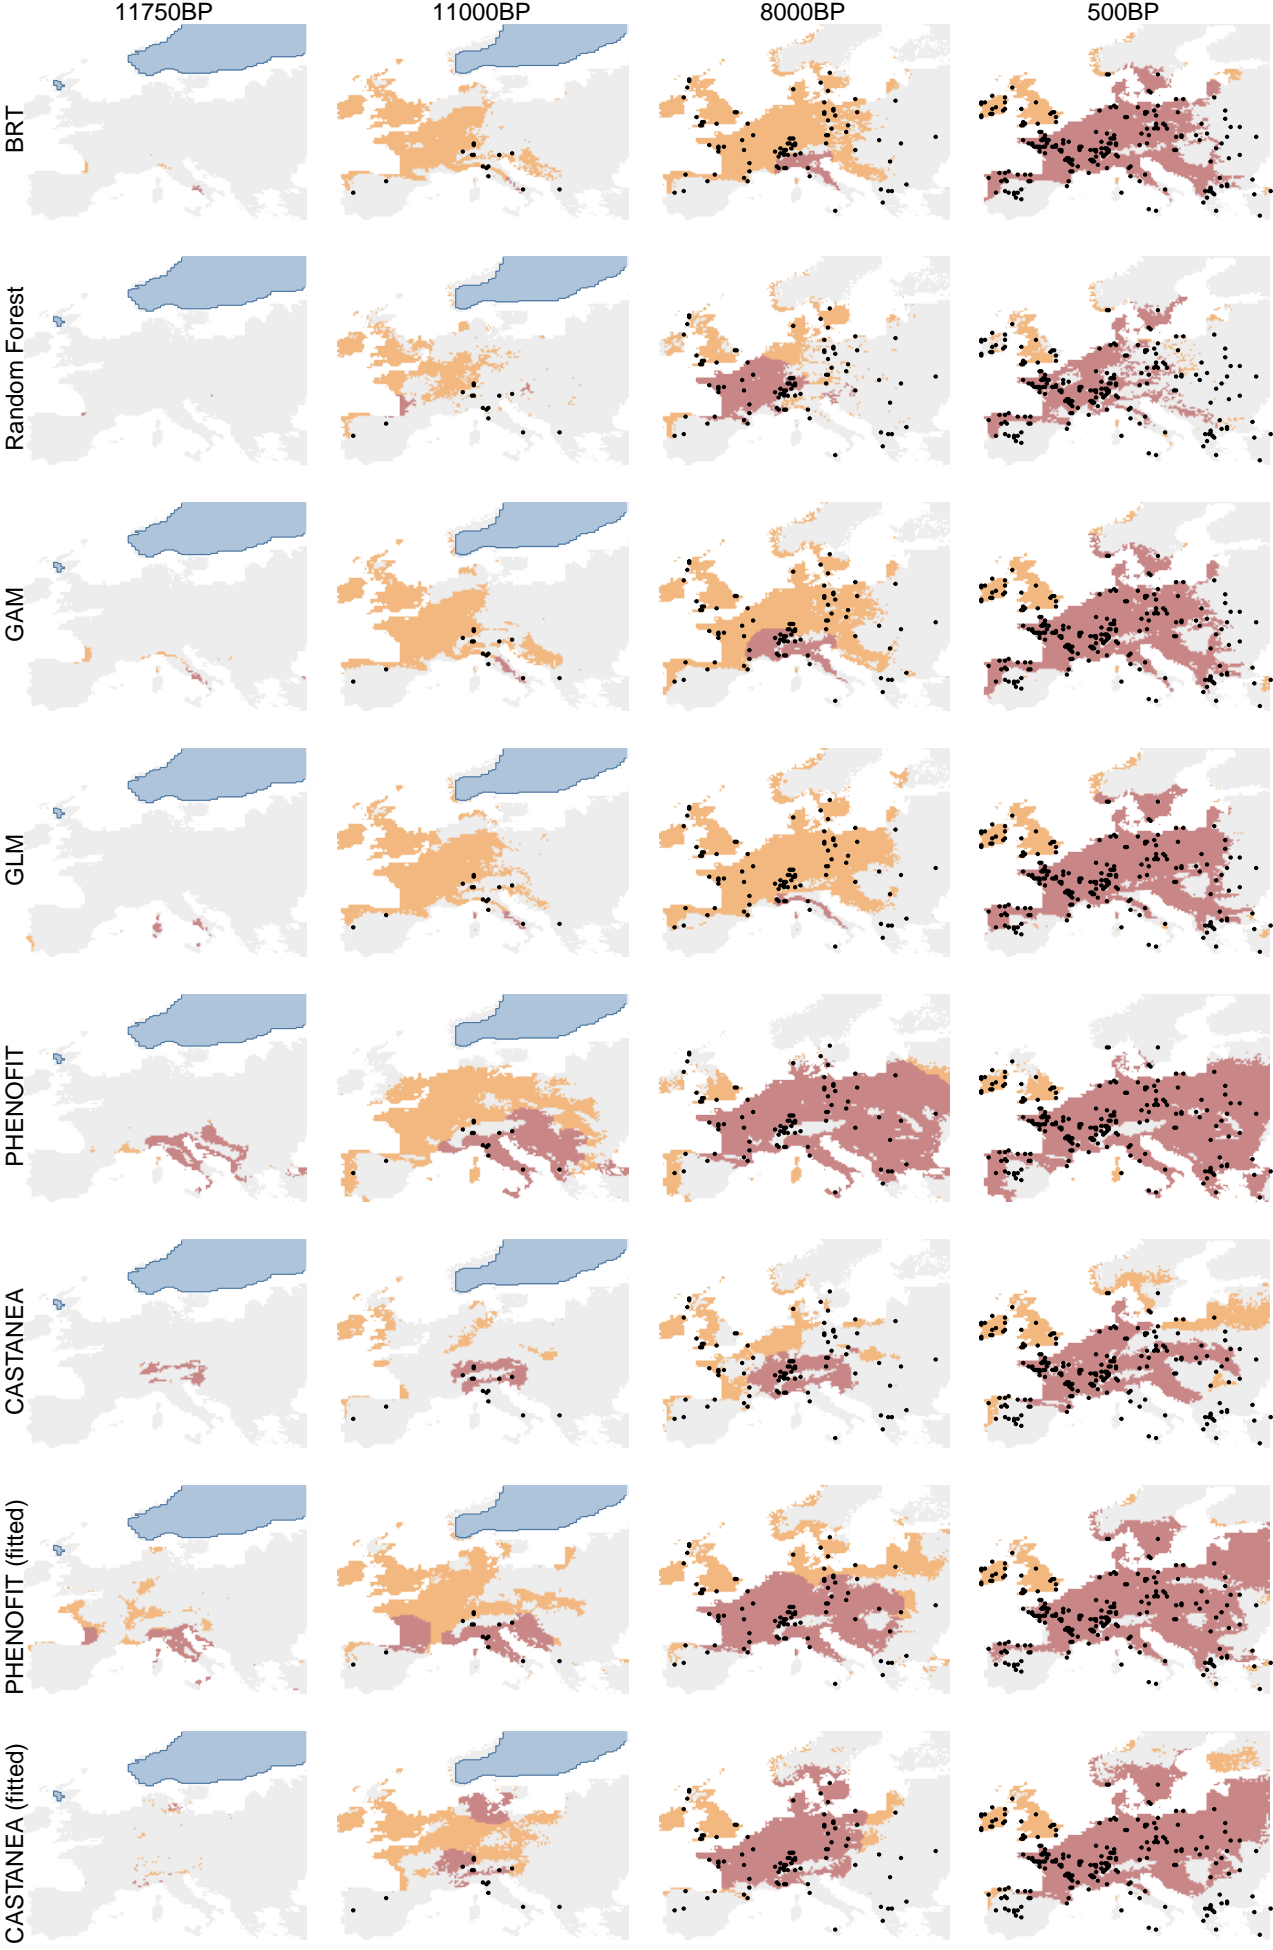 11750BP
11000BP
8000BP
500BP
BRT
Random Forest
GAM
GLM
PHENOFIT
CASTANEA
PHENOFIT (fitted)
CASTANEA (fitted)